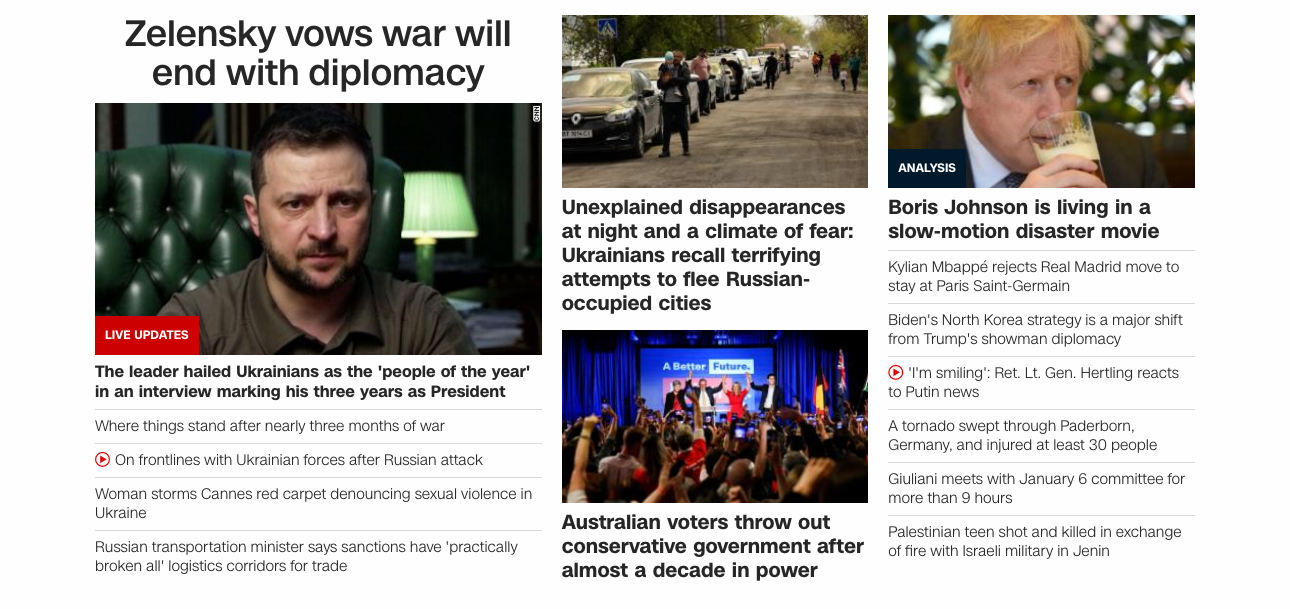 Zelensky vows war will
end with diplomacy
CNN
LIVE UPDATES
The leader hailed Ukrainians as the 'people of the year'
in an interview marking his three years as President
Where things stand after nearly three months of war
On frontlines with Ukrainian forces after Russian attack
Woman storms Cannes red carpet denouncing sexual violence in
Ukraine
Russian transportation minister says sanctions have 'practically
broken all' logistics corridors for trade
Unexplained disappearances
at night and a climate of fear:
Ukrainians recall terrifying
attempts to flee Russian-
occupied cities
A Better Future.
Australian voters throw out
conservative government after
almost a decade in power
ANALYSIS
Boris Johnson is living in a
slow-motion disaster movie
Kylian Mbappé rejects Real Madrid move to
stay at Paris Saint-Germain
Biden's North Korea strategy is a major shift
from Trump's showman diplomacy
'I'm smiling': Ret. Lt. Gen. Hertling reacts
to Putin news
A tornado swept through Paderborn,
Germany, and injured at least 30 people
Giuliani meets with January 6 committee for
more than 9 hours
Palestinian teen shot and killed in exchange
of fire with Israeli military in Jenin